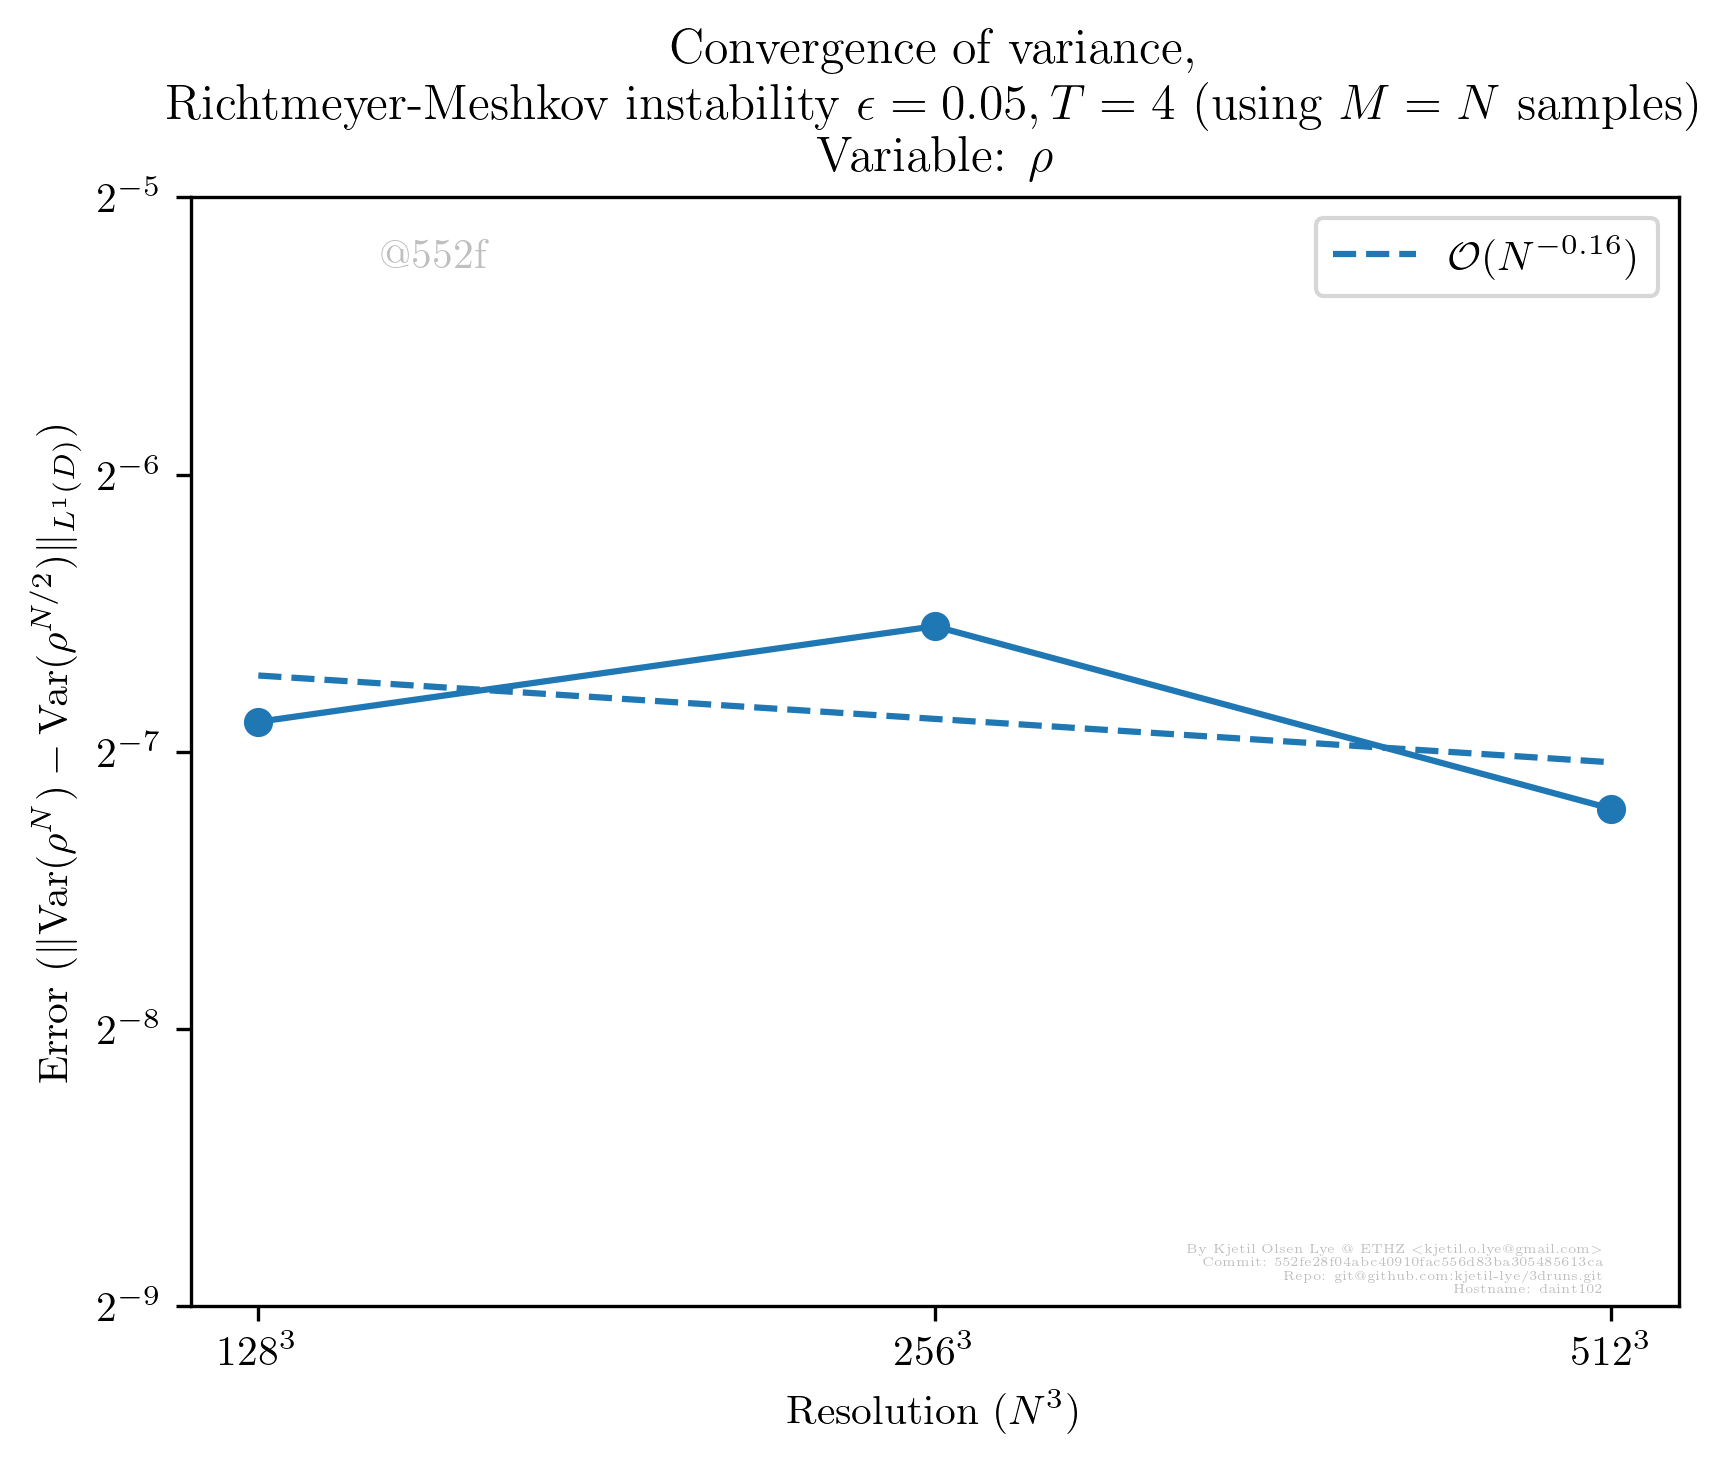 Convergence of variance,
Richtmeyer-Meshkov instability ϵ = 0.05, T = 4 (using M = N samples)
Variable: ρ
2⁻⁵
@552f
𝒪(N⁻⁰·¹⁶)
2⁻⁶
2⁻⁷
2⁻⁸
2⁻⁹
Error (‖Var(ρ^N) − Var(ρ^{N/2})‖_{L¹(D)})
By Kjetil Olsen Lye @ ETHZ <kjetil.o.lye@gmail.com>
Commit: 552fe28f04abc40910fac556d83ba305485613ca
Repo: git@github.com:kjetil-lye/3druns.git
Hostname: daint102
128³ 256³ 512³
Resolution (N³)